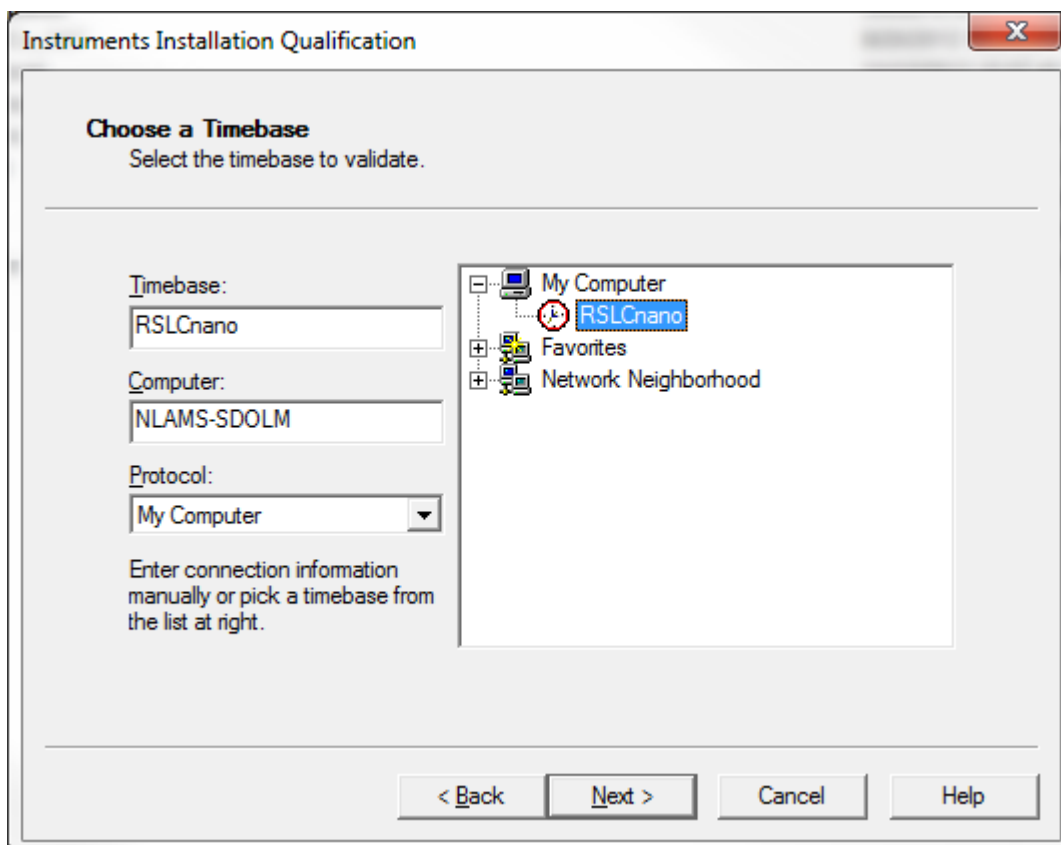 Instruments Installation Qualification
Choose a Timebase
Select the timebase to validate.
Timebase:
RSLCnano
Computer:
NLAMS-SDOLM
Protocol:
My Computer
Enter connection information
manually or pick a timebase from
the list at right.
My Computer
RSLCnano
Favorites
Network Neighborhood
< Back
Next >
Cancel
Help